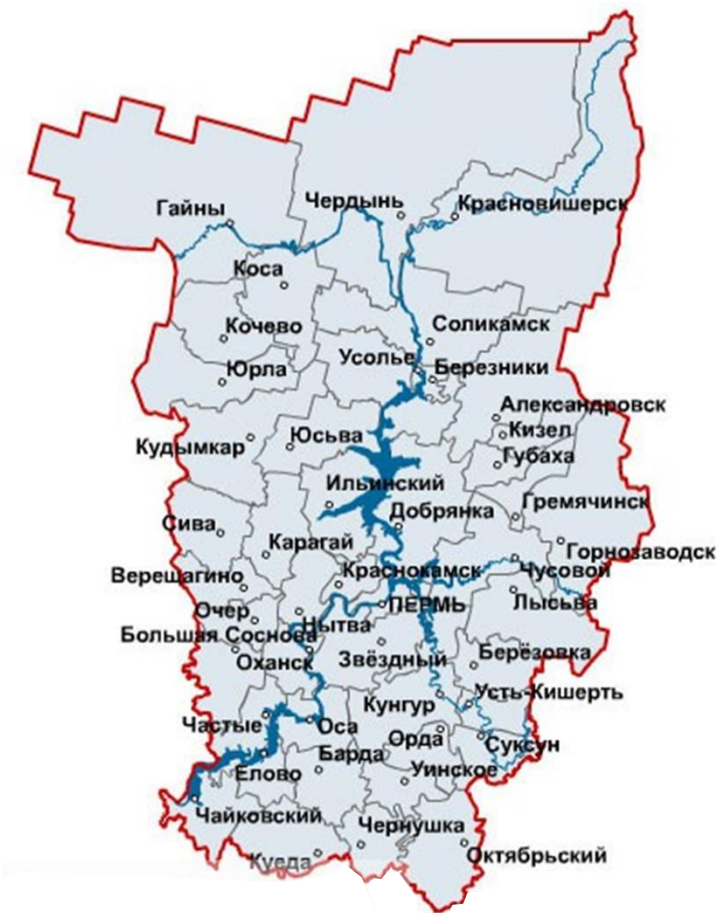 Гайны
Чердынь
Красновишерск
Коса
Кочево
Соликамск
Юрла
Усолье
Березники
Александровск
Кизел
Кудымкар
Юсьва
Губаха
Ильинский
Добрянка
Гремячинск
Сива
Карагай
Горнозаводск
Верещагино
Краснокамск
Чусовой
Очер
ПЕРМЬ
Лысьва
Нытва
Большая Соснова
Оханск
Звёздный
Берёзовка
Усть-Кишерть
Кунгур
Частые
Оса
Орда
Суксун
Барда
Елово
Уинское
Чайковский
Чернушка
Куеда
Октябрьский